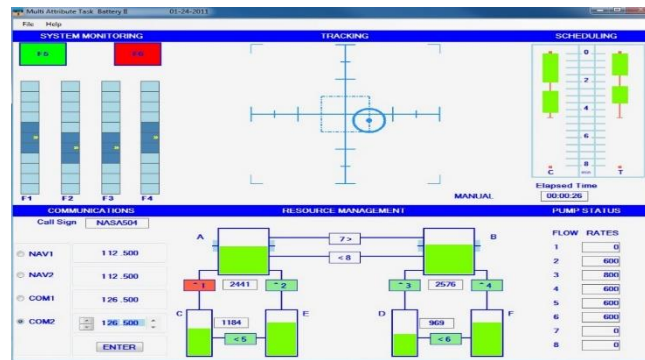 Multi Attribute Task Battery II 01-24-2011
File Help
SYSTEM MONITORING TRACKING SCHEDULING
F5 F6
0
2
4
6
8
C min T
F1 F2 F3 F4
MANUAL
Elapsed Time
00:00:26
COMMUNICATIONS RESOURCE MANAGEMENT PUMP STATUS
Call Sign NASA504
NAV1 112.500
NAV2 112.500
COM1 126.500
COM2 126.500
ENTER
A B
7 >
< 8
^ 1 2441 ^ 2 ^ 3 2576 ^ 4
C 1184 E D 969 F
< 5 < 6
FLOW RATES
1 0
2 600
3 800
4 600
5 600
6 600
7 0
8 0